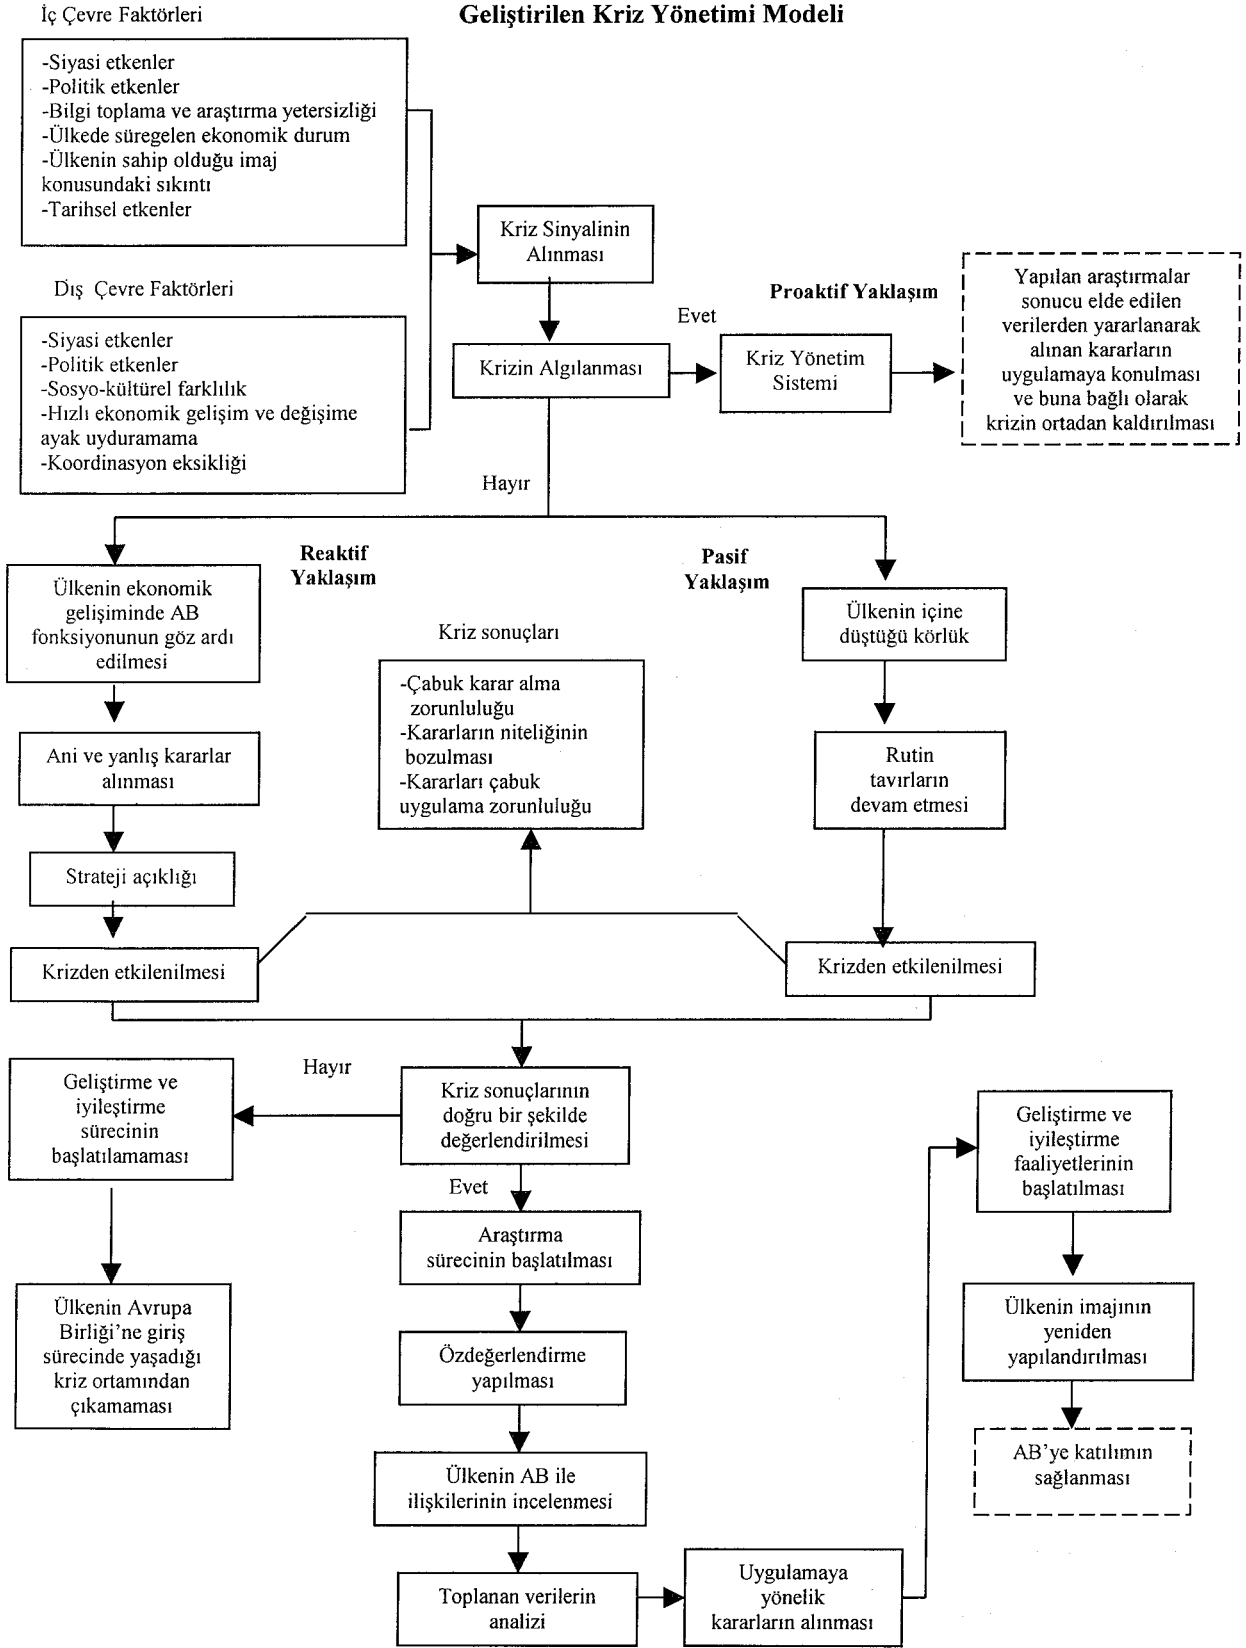 İç Çevre Faktörleri
Geliştirilen Kriz Yönetimi Modeli
-Siyasi etkenler
-Politik etkenler
-Bilgi toplama ve araştırma yetersizliği
-Ülkede süregelen ekonomik durum
-Ülkenin sahip olduğu imaj
konusundaki sıkıntı
-Tarihsel etkenler
Dış Çevre Faktörleri
-Siyasi etkenler
-Politik etkenler
-Sosyo-kültürel farklılık
-Hızlı ekonomik gelişim ve değişime
ayak uyduramama
-Koordinasyon eksikliği
Kriz Sinyalinin
Alınması
Krizin Algılanması
Evet
Proaktif Yaklaşım
Kriz Yönetim
Sistemi
Yapılan araştırmalar
sonucu elde edilen
verilerden yararlanarak
alınan kararların
uygulamaya konulması
ve buna bağlı olarak
krizin ortadan kaldırılması
Hayır
Reaktif
Yaklaşım
Pasif
Yaklaşım
Ülkenin ekonomik
gelişiminde AB
fonksiyonunun göz ardı
edilmesi
Ani ve yanlış kararlar
alınması
Strateji açıklığı
Krizden etkilenilmesi
Kriz sonuçları
-Çabuk karar alma
zorunluluğu
-Kararların niteliğinin
bozulması
-Kararları çabuk
uygulama zorunluluğu
Ülkenin içine
düştüğü körlük
Rutin
tavırların
devam etmesi
Krizden etkilenilmesi
Hayır
Geliştirme ve
iyileştirme
sürecinin
başlatılamaması
Ülkenin Avrupa
Birliği'ne giriş
sürecinde yaşadığı
kriz ortamından
çıkamaması
Kriz sonuçlarının
doğru bir şekilde
değerlendirilmesi
Evet
Araştırma
sürecinin başlatılması
Özdeğerlendirme
yapılması
Ülkenin AB ile
ilişkilerinin incelenmesi
Toplanan verilerin
analizi
Uygulamaya
yönelik
kararların alınması
Geliştirme ve
iyileştirme
faaliyetlerinin
başlatılması
Ülkenin imajının
yeniden
yapılandırılması
AB'ye katılımın
sağlanması